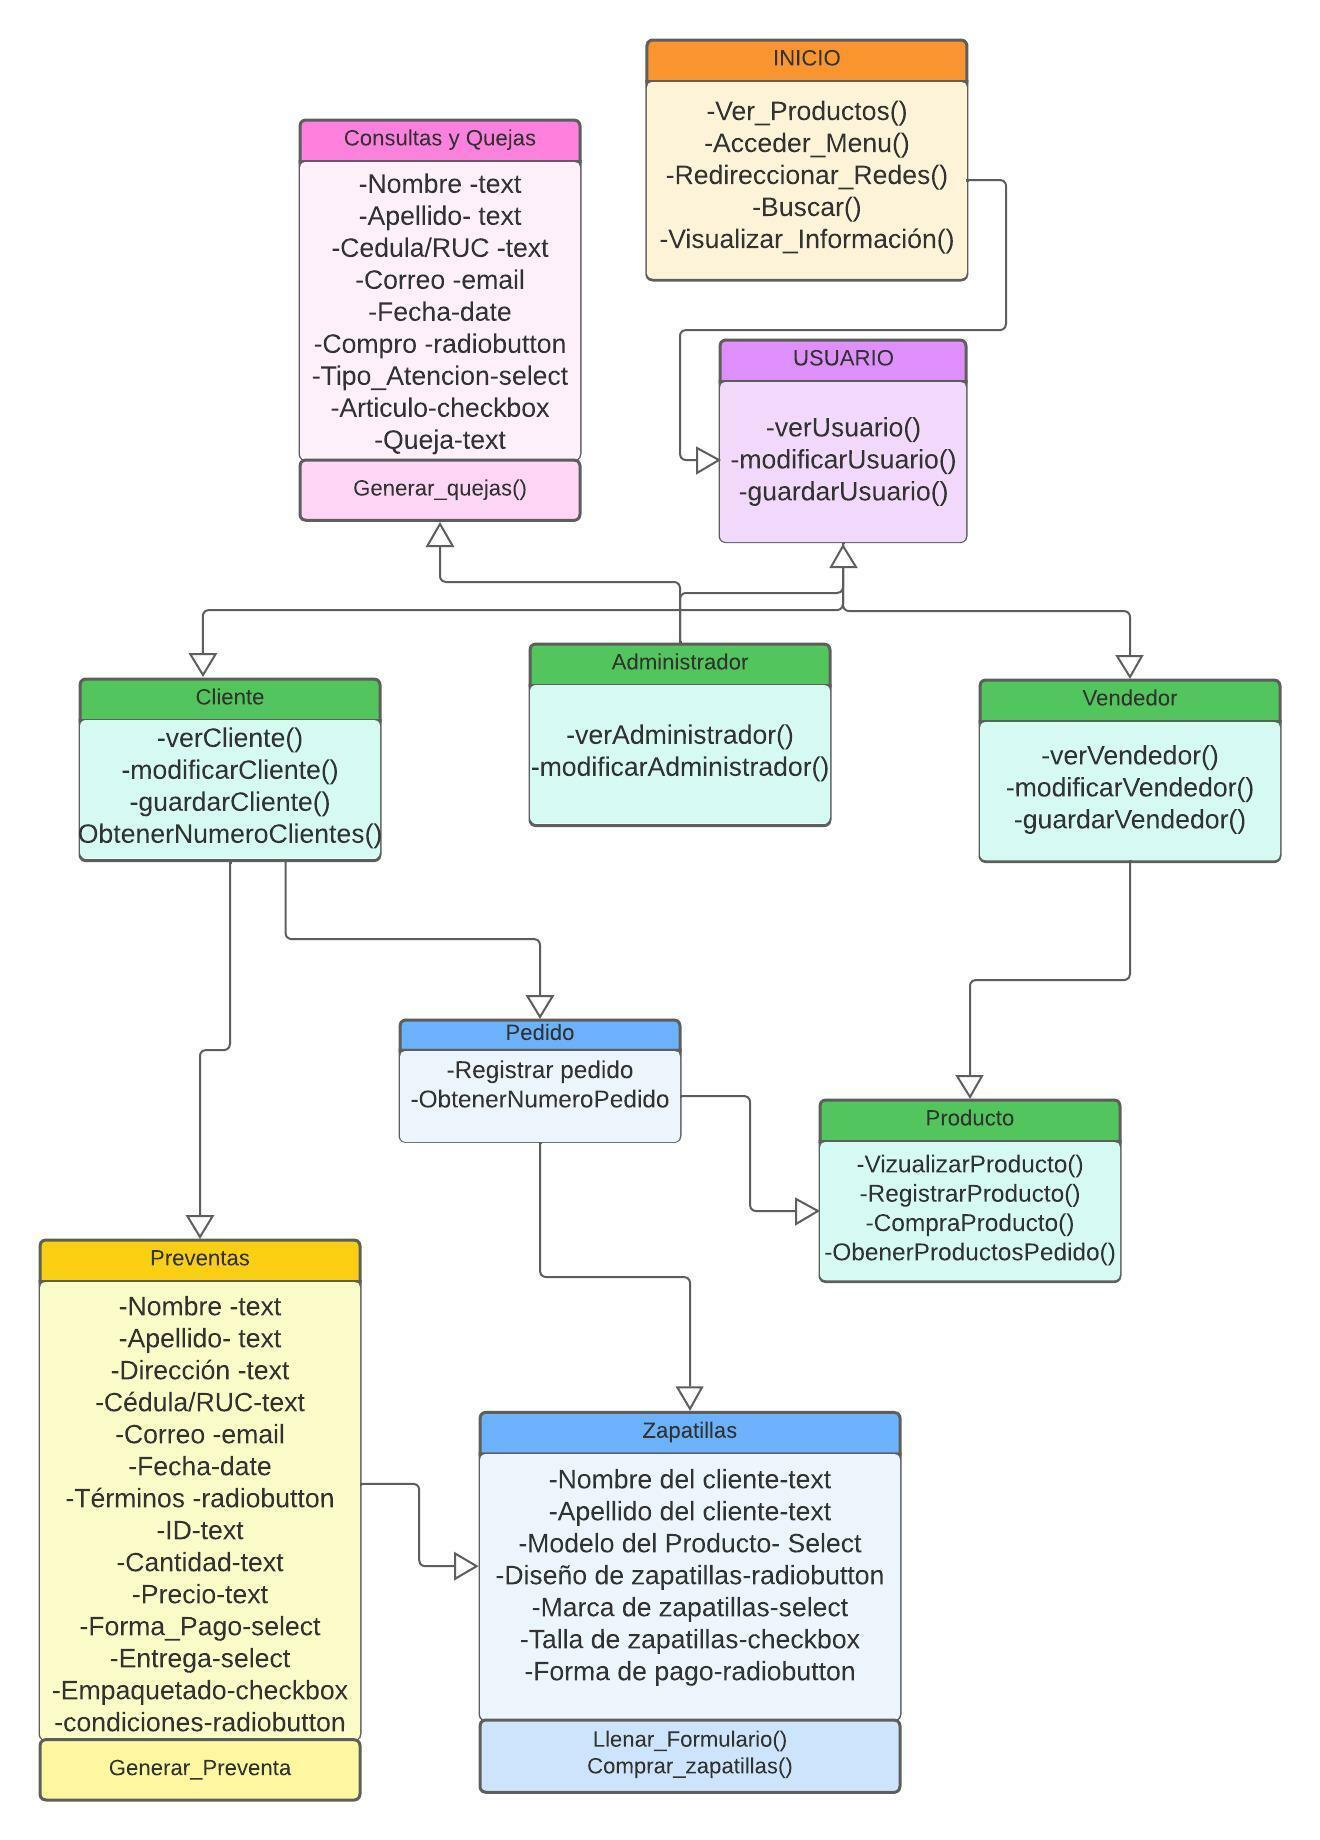 INICIO
-Ver_Productos()
-Acceder_Menu()
-Redireccionar_Redes()
-Buscar()
-Visualizar_Información()
Consultas y Quejas
-Nombre -text
-Apellido- text
-Cedula/RUC -text
-Correo -email
-Fecha-date
-Compro -radiobutton
-Tipo_Atencion-select
-Articulo-checkbox
-Queja-text
Generar_quejas()
USUARIO
-verUsuario()
-modificarUsuario()
-guardarUsuario()
Cliente
-verCliente()
-modificarCliente()
-guardarCliente()
ObtenerNumeroClientes()
Administrador
-verAdministrador()
-modificarAdministrador()
Vendedor
-verVendedor()
-modificarVendedor()
-guardarVendedor()
Pedido
-Registrar pedido
-ObtenerNumeroPedido
Producto
-VizualizarProducto()
-RegistrarProducto()
-CompraProducto()
-ObenerProductosPedido()
Preventas
-Nombre -text
-Apellido- text
-Dirección -text
-Cédula/RUC-text
-Correo -email
-Fecha-date
-Términos -radiobutton
-ID-text
-Cantidad-text
-Precio-text
-Forma_Pago-select
-Entrega-select
-Empaquetado-checkbox
-condiciones-radiobutton
Generar_Preventa
Zapatillas
-Nombre del cliente-text
-Apellido del cliente-text
-Modelo del Producto- Select
-Diseño de zapatillas-radiobutton
-Marca de zapatillas-select
-Talla de zapatillas-checkbox
-Forma de pago-radiobutton
Llenar_Formulario()
Comprar_zapatillas()